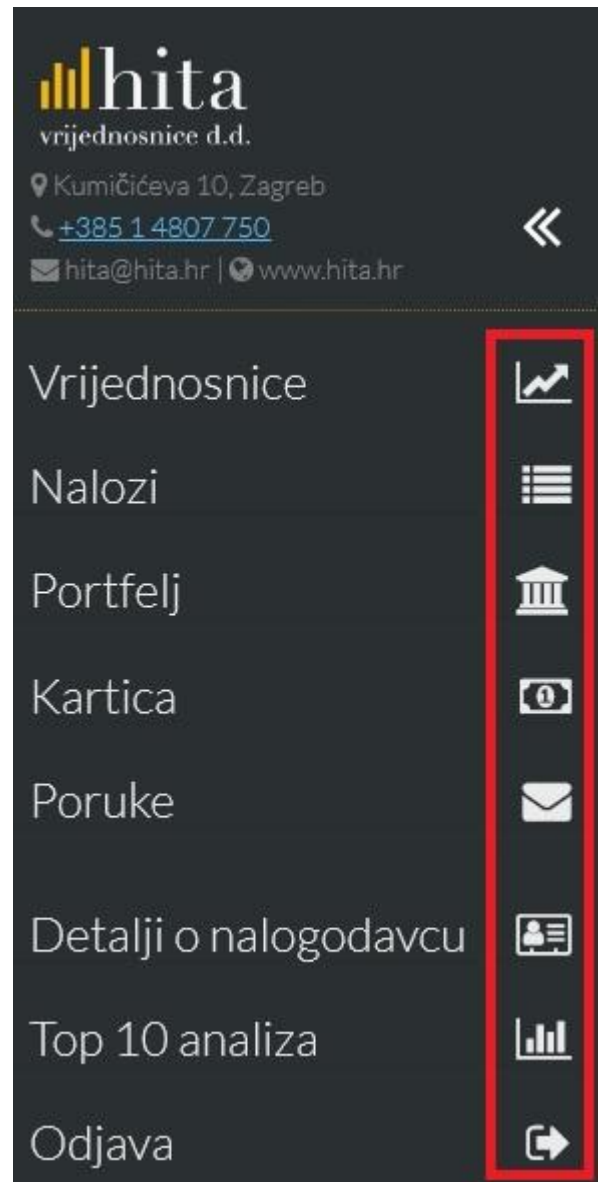 hita
vrijednosnice d.d.
Kumičićeva 10, Zagreb
+385 1 4807 750
hita@hita.hr | www.hita.hr
Vrijednosnice
Nalozi
Portfelj
Kartica
Poruke
Detalji o nalogodavcu
Top 10 analiza
Odjava